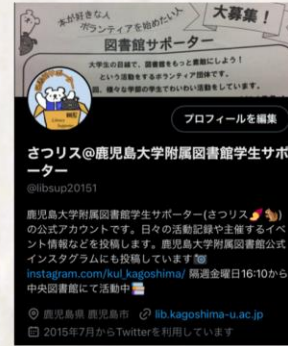 本が好きな人
ボランティアを始めたい人
大募集!
図書館サポーター
大学生の目線で、図書館をもっと素敵にしよう!
という活動をするボランティア団体です。
様々な学部の学生でわいわい活動をしています。
プロフィールを編集
さつリス@鹿児島大学附属図書館学生サポ
ーター
@libsup20151
鹿児島大学附属図書館学生サポーター(さつリス🍠🐿)
の公式アカウントです。日々の活動記録や主催するイベ
ント情報などを投稿します。鹿児島大学附属図書館公式
インスタグラムにも投稿しています📷
instagram.com/kul_kagoshima/ 隔週金曜日16:10から
中央図書館にて活動中📚
鹿児島県 鹿児島市 lib.kagoshima-u.ac.jp
2015年7月からTwitterを利用しています